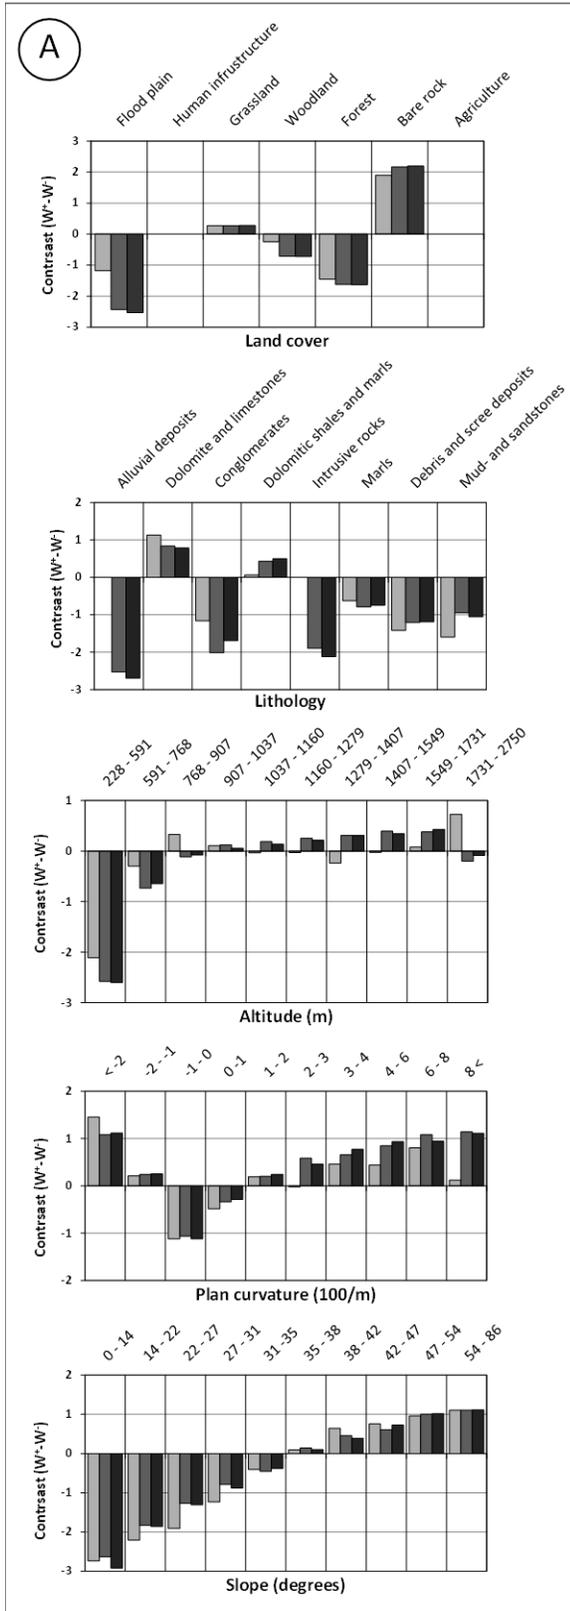 A
Flood plain
Human infrustructure
Grassland
Woodland
Forest
Bare rock
Agriculture
Contrsast (W⁺-W⁻)
3
2
1
0
-1
-2
-3
Land cover
Alluvial deposits
Dolomite and limestones
Conglomerates
Dolomitic shales and marls
Intrusive rocks
Marls
Debris and scree deposits
Mud- and sandstones
Contrsast (W⁺-W⁻)
2
1
0
-1
-2
-3
Lithology
228 - 591
591 - 768
768 - 907
907 - 1037
1037 - 1160
1160 - 1279
1279 - 1407
1407 - 1549
1549 - 1731
1731 - 2750
Contrsast (W⁺-W⁻)
1
0
-1
-2
-3
Altitude (m)
< -2
-2 - -1
-1 - 0
0 -1
1 - 2
2 - 3
3 - 4
4 - 6
6 - 8
8 <
Contrsast (W⁺-W⁻)
2
1
0
-1
-2
Plan curvature (100/m)
0 - 14
14 - 22
22 - 27
27 - 31
31 -35
35 - 38
38 - 42
42 - 47
47 - 54
54 - 86
Contrsast (W⁺-W⁻)
2
1
0
-1
-2
-3
Slope (degrees)